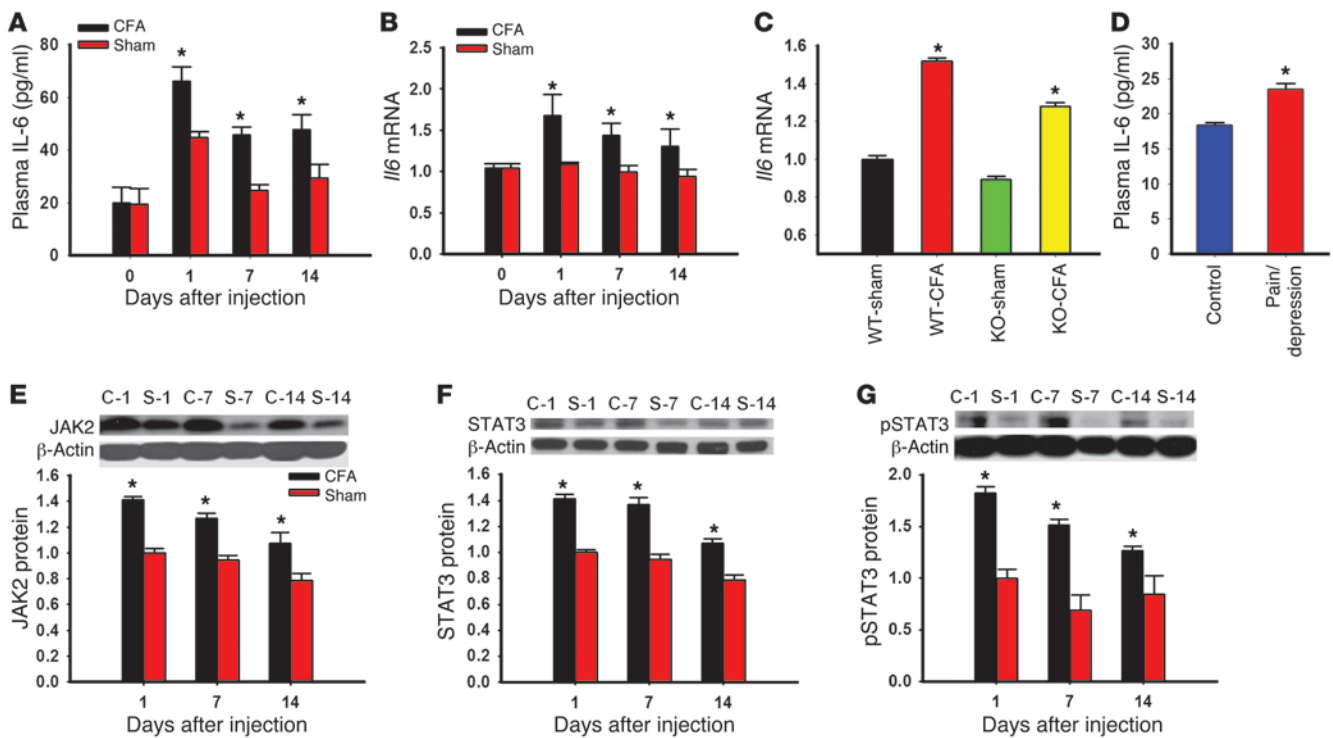 A
CFA
Sham
Plasma IL-6 (pg/ml)
80
60
40
20
0
*
*
*
0 1 7 14
Days after injection
B
CFA
Sham
Il6 mRNA
2.5
2.0
1.5
1.0
0.5
0.0
*
*
*
0 1 7 14
Days after injection
C
Il6 mRNA
1.6
1.4
1.2
1.0
0.8
0.6
*
*
WT-sham
WT-CFA
KO-sham
KO-CFA
D
Plasma IL-6 (pg/ml)
30
25
20
15
10
5
0
*
Control
Pain/
depression
E
C-1 S-1 C-7 S-7 C-14 S-14
JAK2
β-Actin
CFA
Sham
JAK2 protein
1.6
1.4
1.2
1.0
0.8
0.6
0.4
0.2
0.0
*
*
*
1 7 14
Days after injection
F
C-1 S-1 C-7 S-7 C-14 S-14
STAT3
β-Actin
STAT3 protein
1.6
1.4
1.2
1.0
0.8
0.6
0.4
0.2
0.0
*
*
*
1 7 14
Days after injection
G
C-1 S-1 C-7 S-7 C-14 S-14
pSTAT3
β-Actin
pSTAT3 protein
2.0
1.5
1.0
0.5
0.0
*
*
*
1 7 14
Days after injection